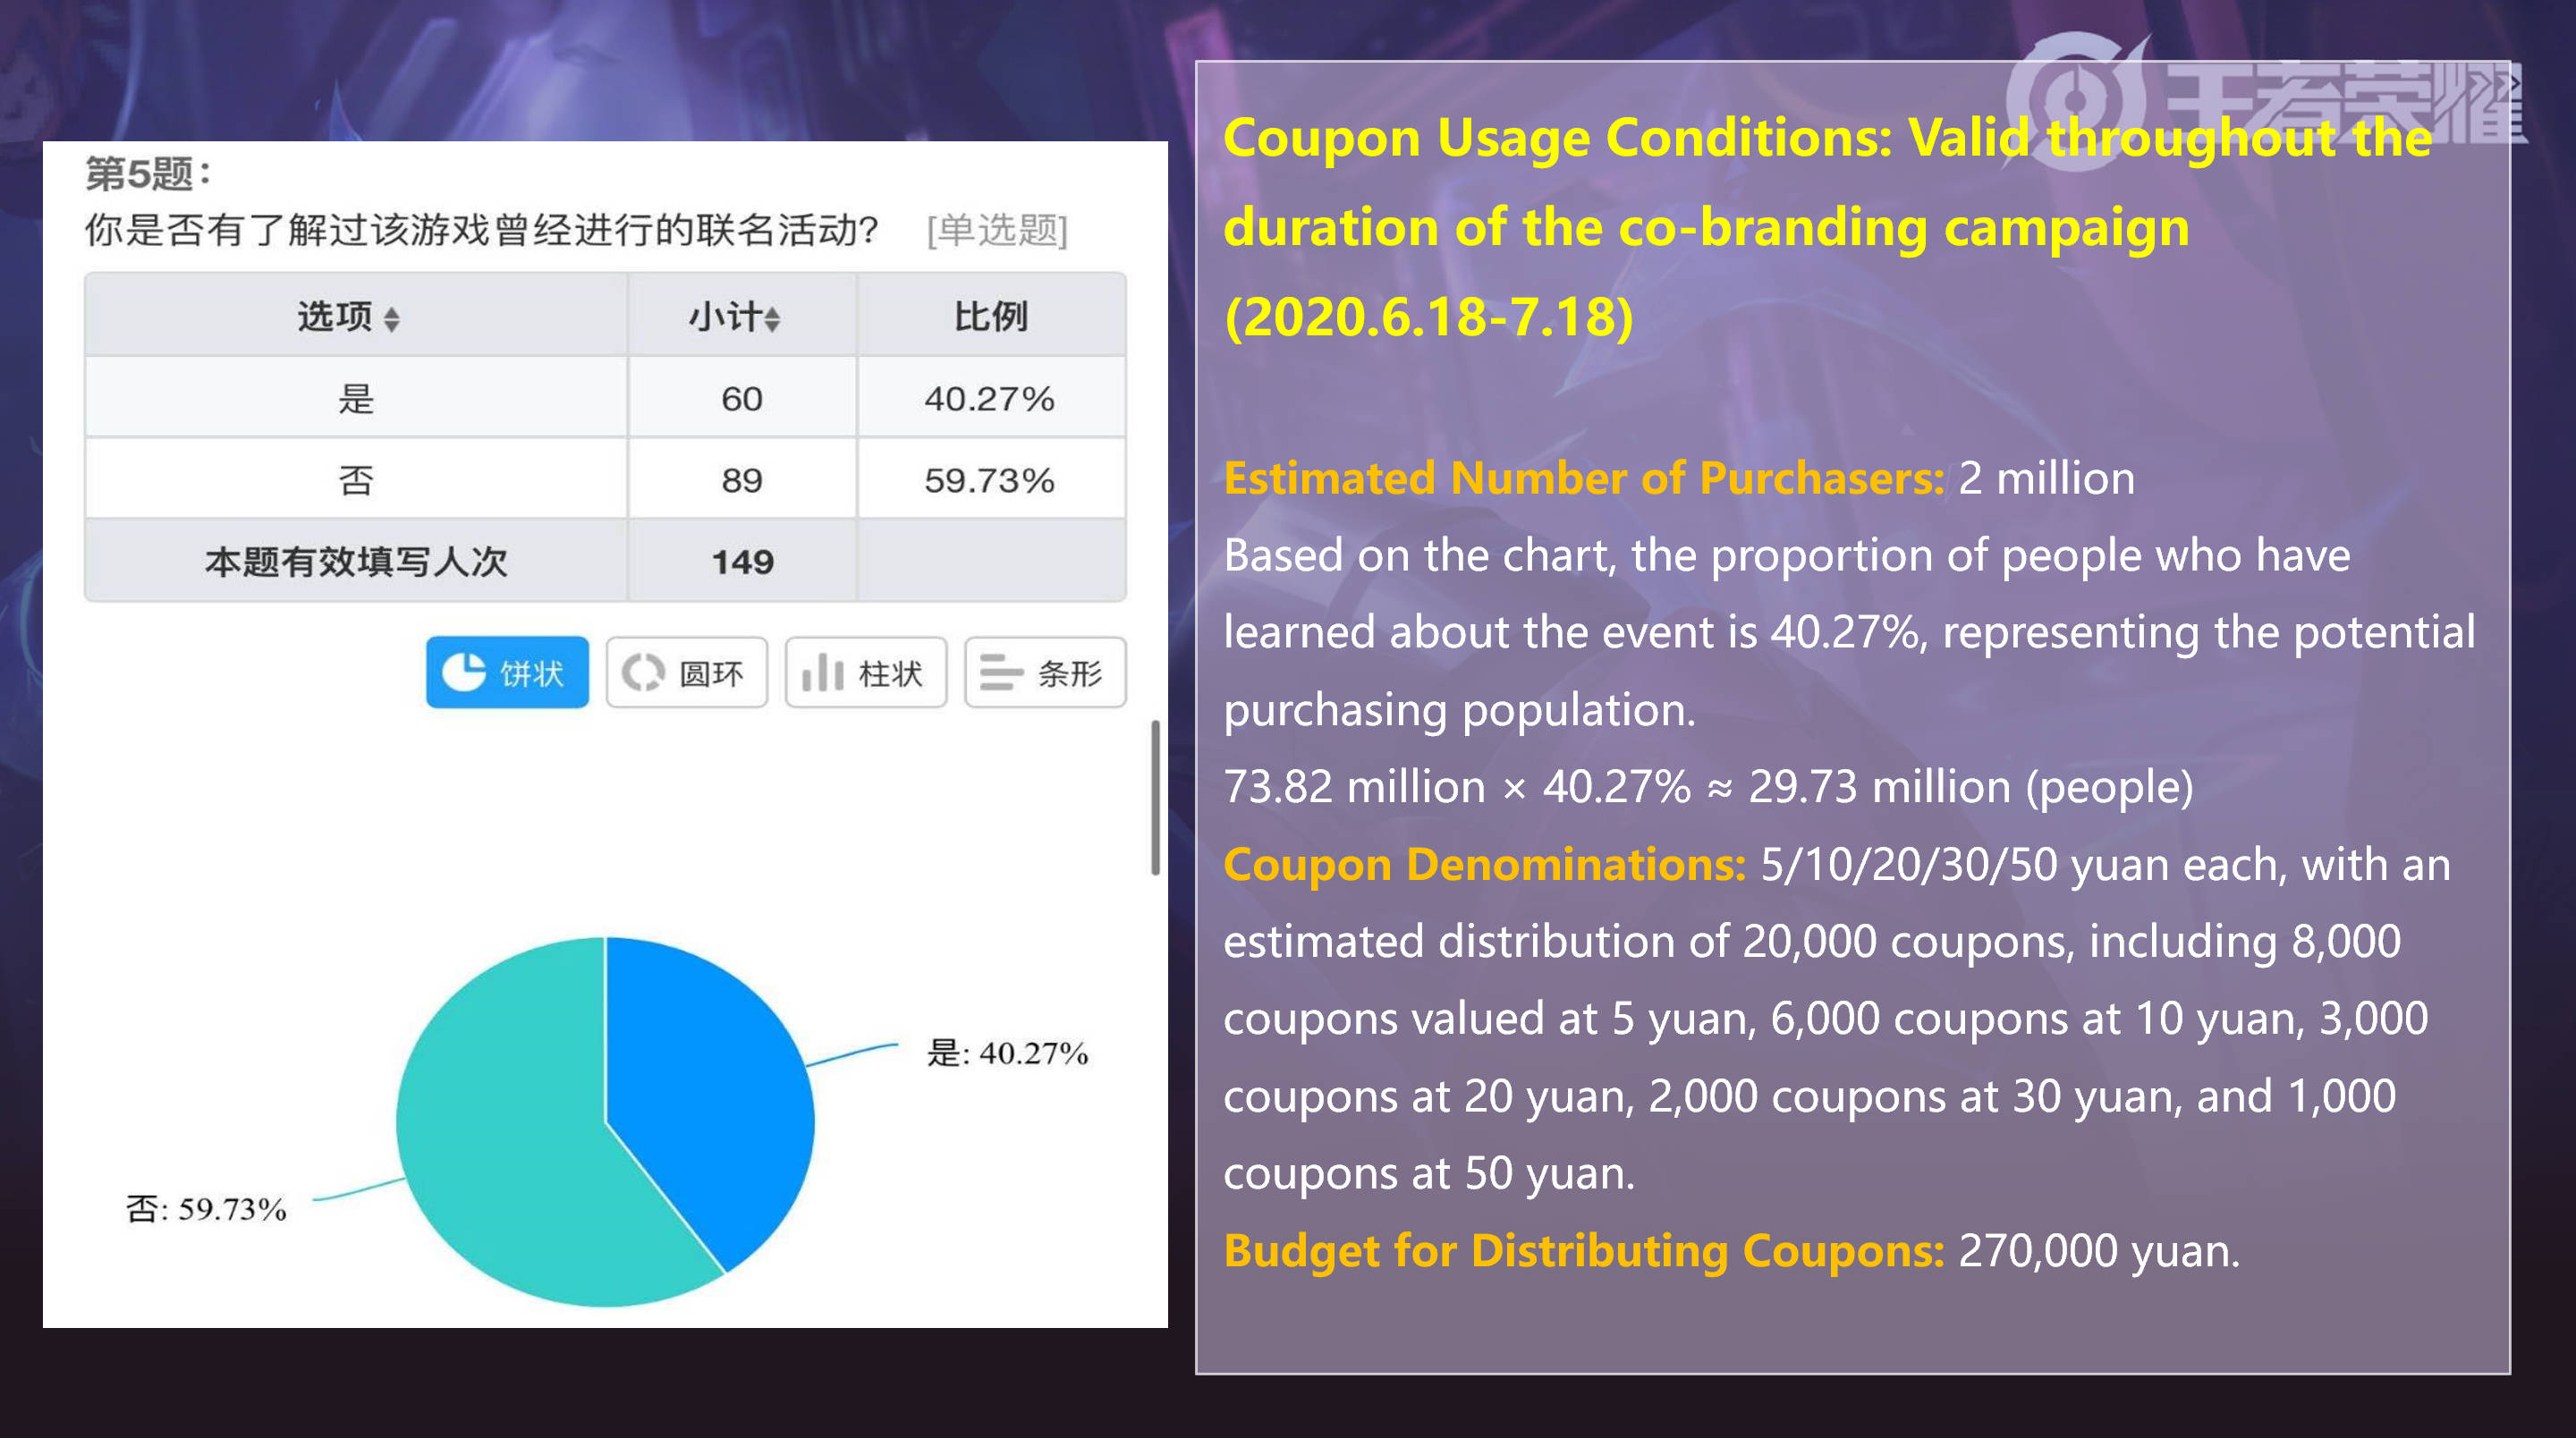 第5题：
你是否有了解过该游戏曾经进行的联名活动? [单选题]
选项 小计 比例
是 60 40.27%
否 89 59.73%
本题有效填写人次 149
饼状 圆环 柱状 条形
是: 40.27%
否: 59.73%
王者荣耀
Coupon Usage Conditions: Valid throughout the
duration of the co-branding campaign
(2020.6.18-7.18)
Estimated Number of Purchasers: 2 million
Based on the chart, the proportion of people who have
learned about the event is 40.27%, representing the potential
purchasing population.
73.82 million × 40.27% ≈ 29.73 million (people)
Coupon Denominations: 5/10/20/30/50 yuan each, with an
estimated distribution of 20,000 coupons, including 8,000
coupons valued at 5 yuan, 6,000 coupons at 10 yuan, 3,000
coupons at 20 yuan, 2,000 coupons at 30 yuan, and 1,000
coupons at 50 yuan.
Budget for Distributing Coupons: 270,000 yuan.